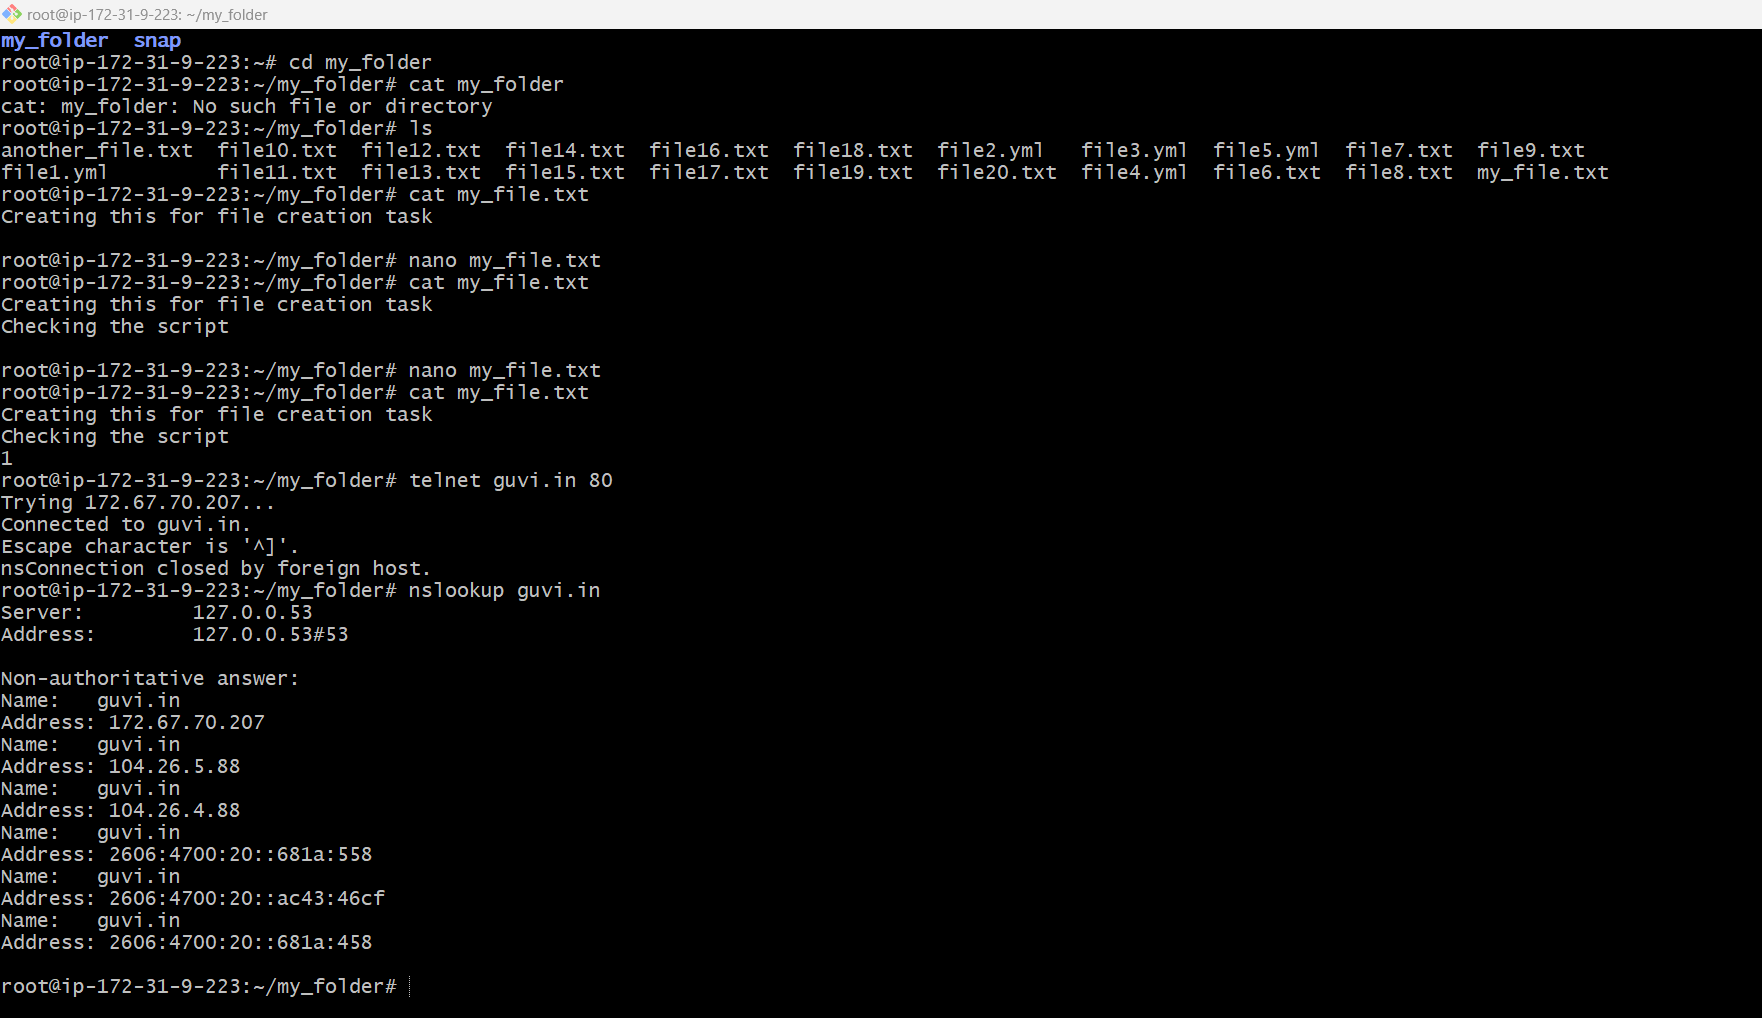 root@ip-172-31-9-223: ~/my_folder
my_folder  snap
root@ip-172-31-9-223:~# cd my_folder
root@ip-172-31-9-223:~/my_folder# cat my_folder
cat: my_folder: No such file or directory
root@ip-172-31-9-223:~/my_folder# ls
another_file.txt  file10.txt  file12.txt  file14.txt  file16.txt  file18.txt  file2.yml   file3.yml  file5.yml  file7.txt  file9.txt
file1.yml         file11.txt  file13.txt  file15.txt  file17.txt  file19.txt  file20.txt  file4.yml  file6.txt  file8.txt  my_file.txt
root@ip-172-31-9-223:~/my_folder# cat my_file.txt
Creating this for file creation task
root@ip-172-31-9-223:~/my_folder# nano my_file.txt
root@ip-172-31-9-223:~/my_folder# cat my_file.txt
Creating this for file creation task
Checking the script
root@ip-172-31-9-223:~/my_folder# nano my_file.txt
root@ip-172-31-9-223:~/my_folder# cat my_file.txt
Creating this for file creation task
Checking the script
1
root@ip-172-31-9-223:~/my_folder# telnet guvi.in 80
Trying 172.67.70.207...
Connected to guvi.in.
Escape character is '^]'.
nsConnection closed by foreign host.
root@ip-172-31-9-223:~/my_folder# nslookup guvi.in
Server:         127.0.0.53
Address:        127.0.0.53#53
Non-authoritative answer:
Name:   guvi.in
Address: 172.67.70.207
Name:   guvi.in
Address: 104.26.5.88
Name:   guvi.in
Address: 104.26.4.88
Name:   guvi.in
Address: 2606:4700:20::681a:558
Name:   guvi.in
Address: 2606:4700:20::ac43:46cf
Name:   guvi.in
Address: 2606:4700:20::681a:458
root@ip-172-31-9-223:~/my_folder#